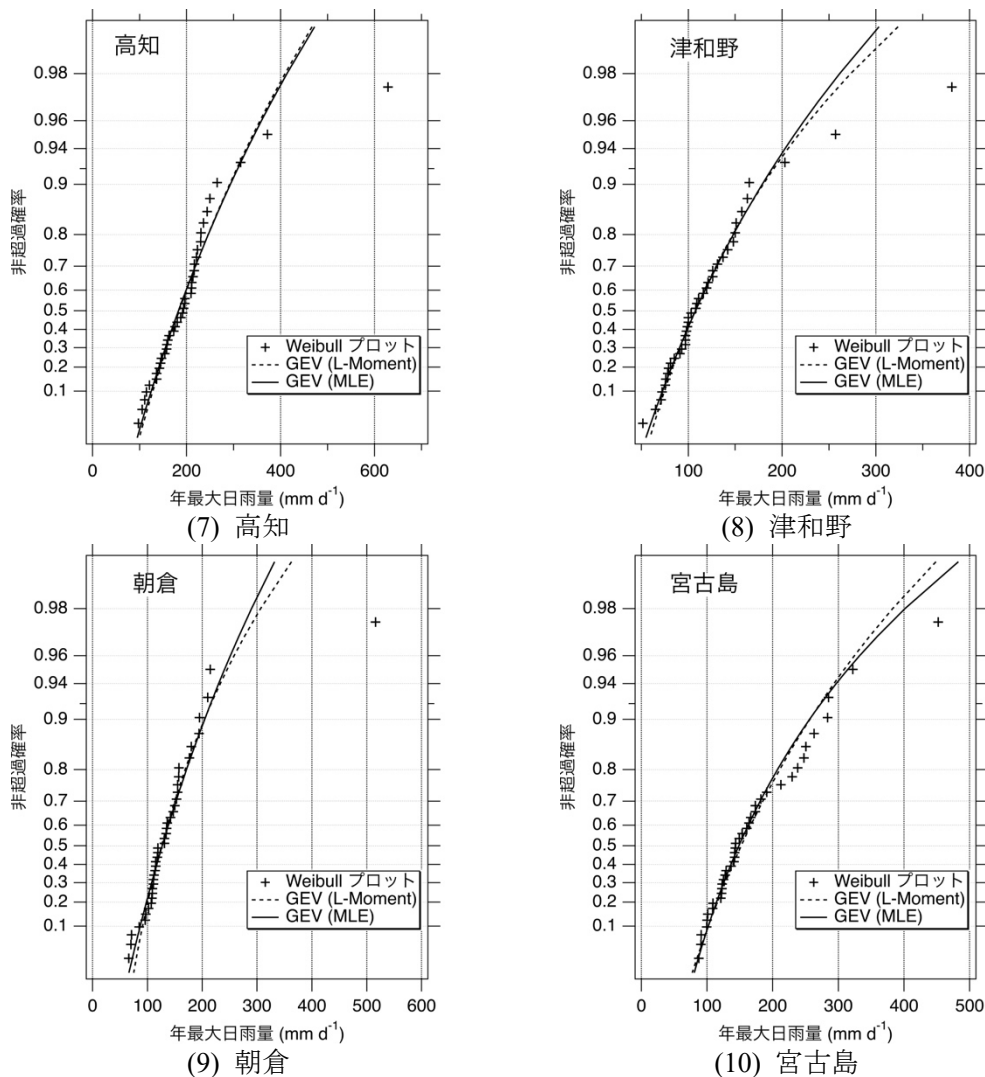 高知
0.98
0.96
0.94
0.9
0.8
0.7
0.6
0.5
0.4
0.3
0.2
0.1
非超過確率
Weibull プロット
GEV (L-Moment)
GEV (MLE)
0 200 400 600
年最大日雨量 (mm d⁻¹)
(7) 高知
津和野
0.98
0.96
0.94
0.9
0.8
0.7
0.6
0.5
0.4
0.3
0.2
0.1
非超過確率
Weibull プロット
GEV (L-Moment)
GEV (MLE)
100 200 300 400
年最大日雨量 (mm d⁻¹)
(8) 津和野
朝倉
0.98
0.96
0.94
0.9
0.8
0.7
0.6
0.5
0.4
0.3
0.2
0.1
非超過確率
Weibull プロット
GEV (L-Moment)
GEV (MLE)
0 100 200 300 400 500 600
年最大日雨量 (mm d⁻¹)
(9) 朝倉
宮古島
0.98
0.96
0.94
0.9
0.8
0.7
0.6
0.5
0.4
0.3
0.2
0.1
非超過確率
Weibull プロット
GEV (L-Moment)
GEV (MLE)
0 100 200 300 400 500
年最大日雨量 (mm d⁻¹)
(10) 宮古島